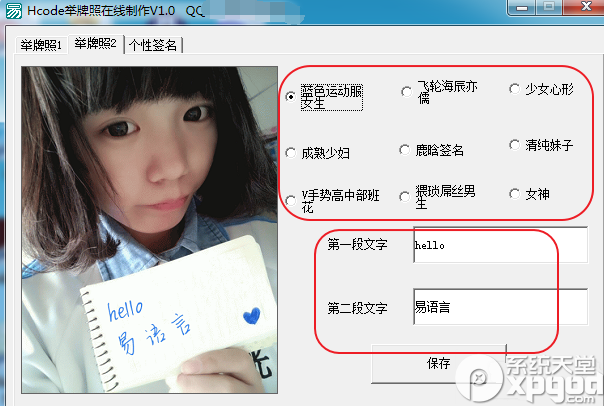 Hcode举牌照在线制作V1.0 QQ
举牌照1
举牌照2
个性签名
蓝色运动服
女生
飞轮海辰亦
儒
少女心形
成熟少妇
鹿晗签名
清纯妹子
V手势高中部班
花
猥琐屌丝男
生
女神
第一段文字
hello
第二段文字
易语言
保存
hello
易语言
系统天堂